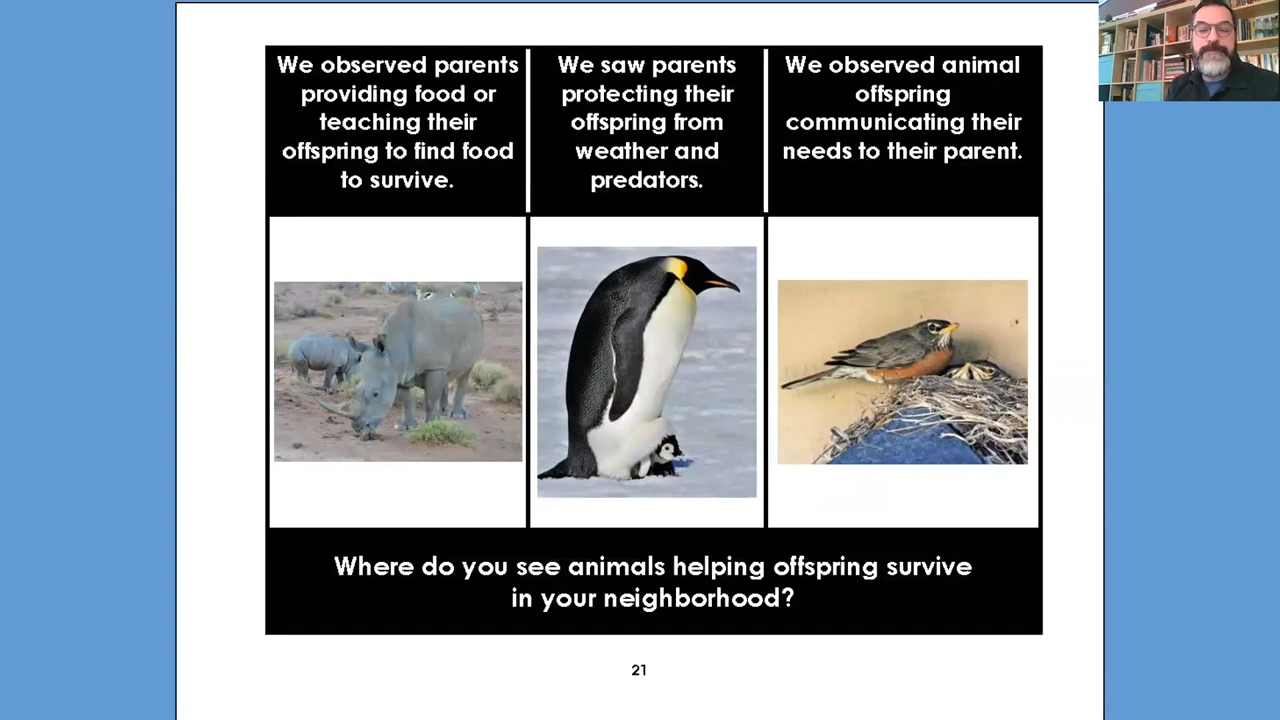 We observed parents
providing food or
teaching their
offspring to find food
to survive.
We saw parents
protecting their
offspring from
weather and
predators.
We observed animal
offspring
communicating their
needs to their parent.
Where do you see animals helping offspring survive
in your neighborhood?
21